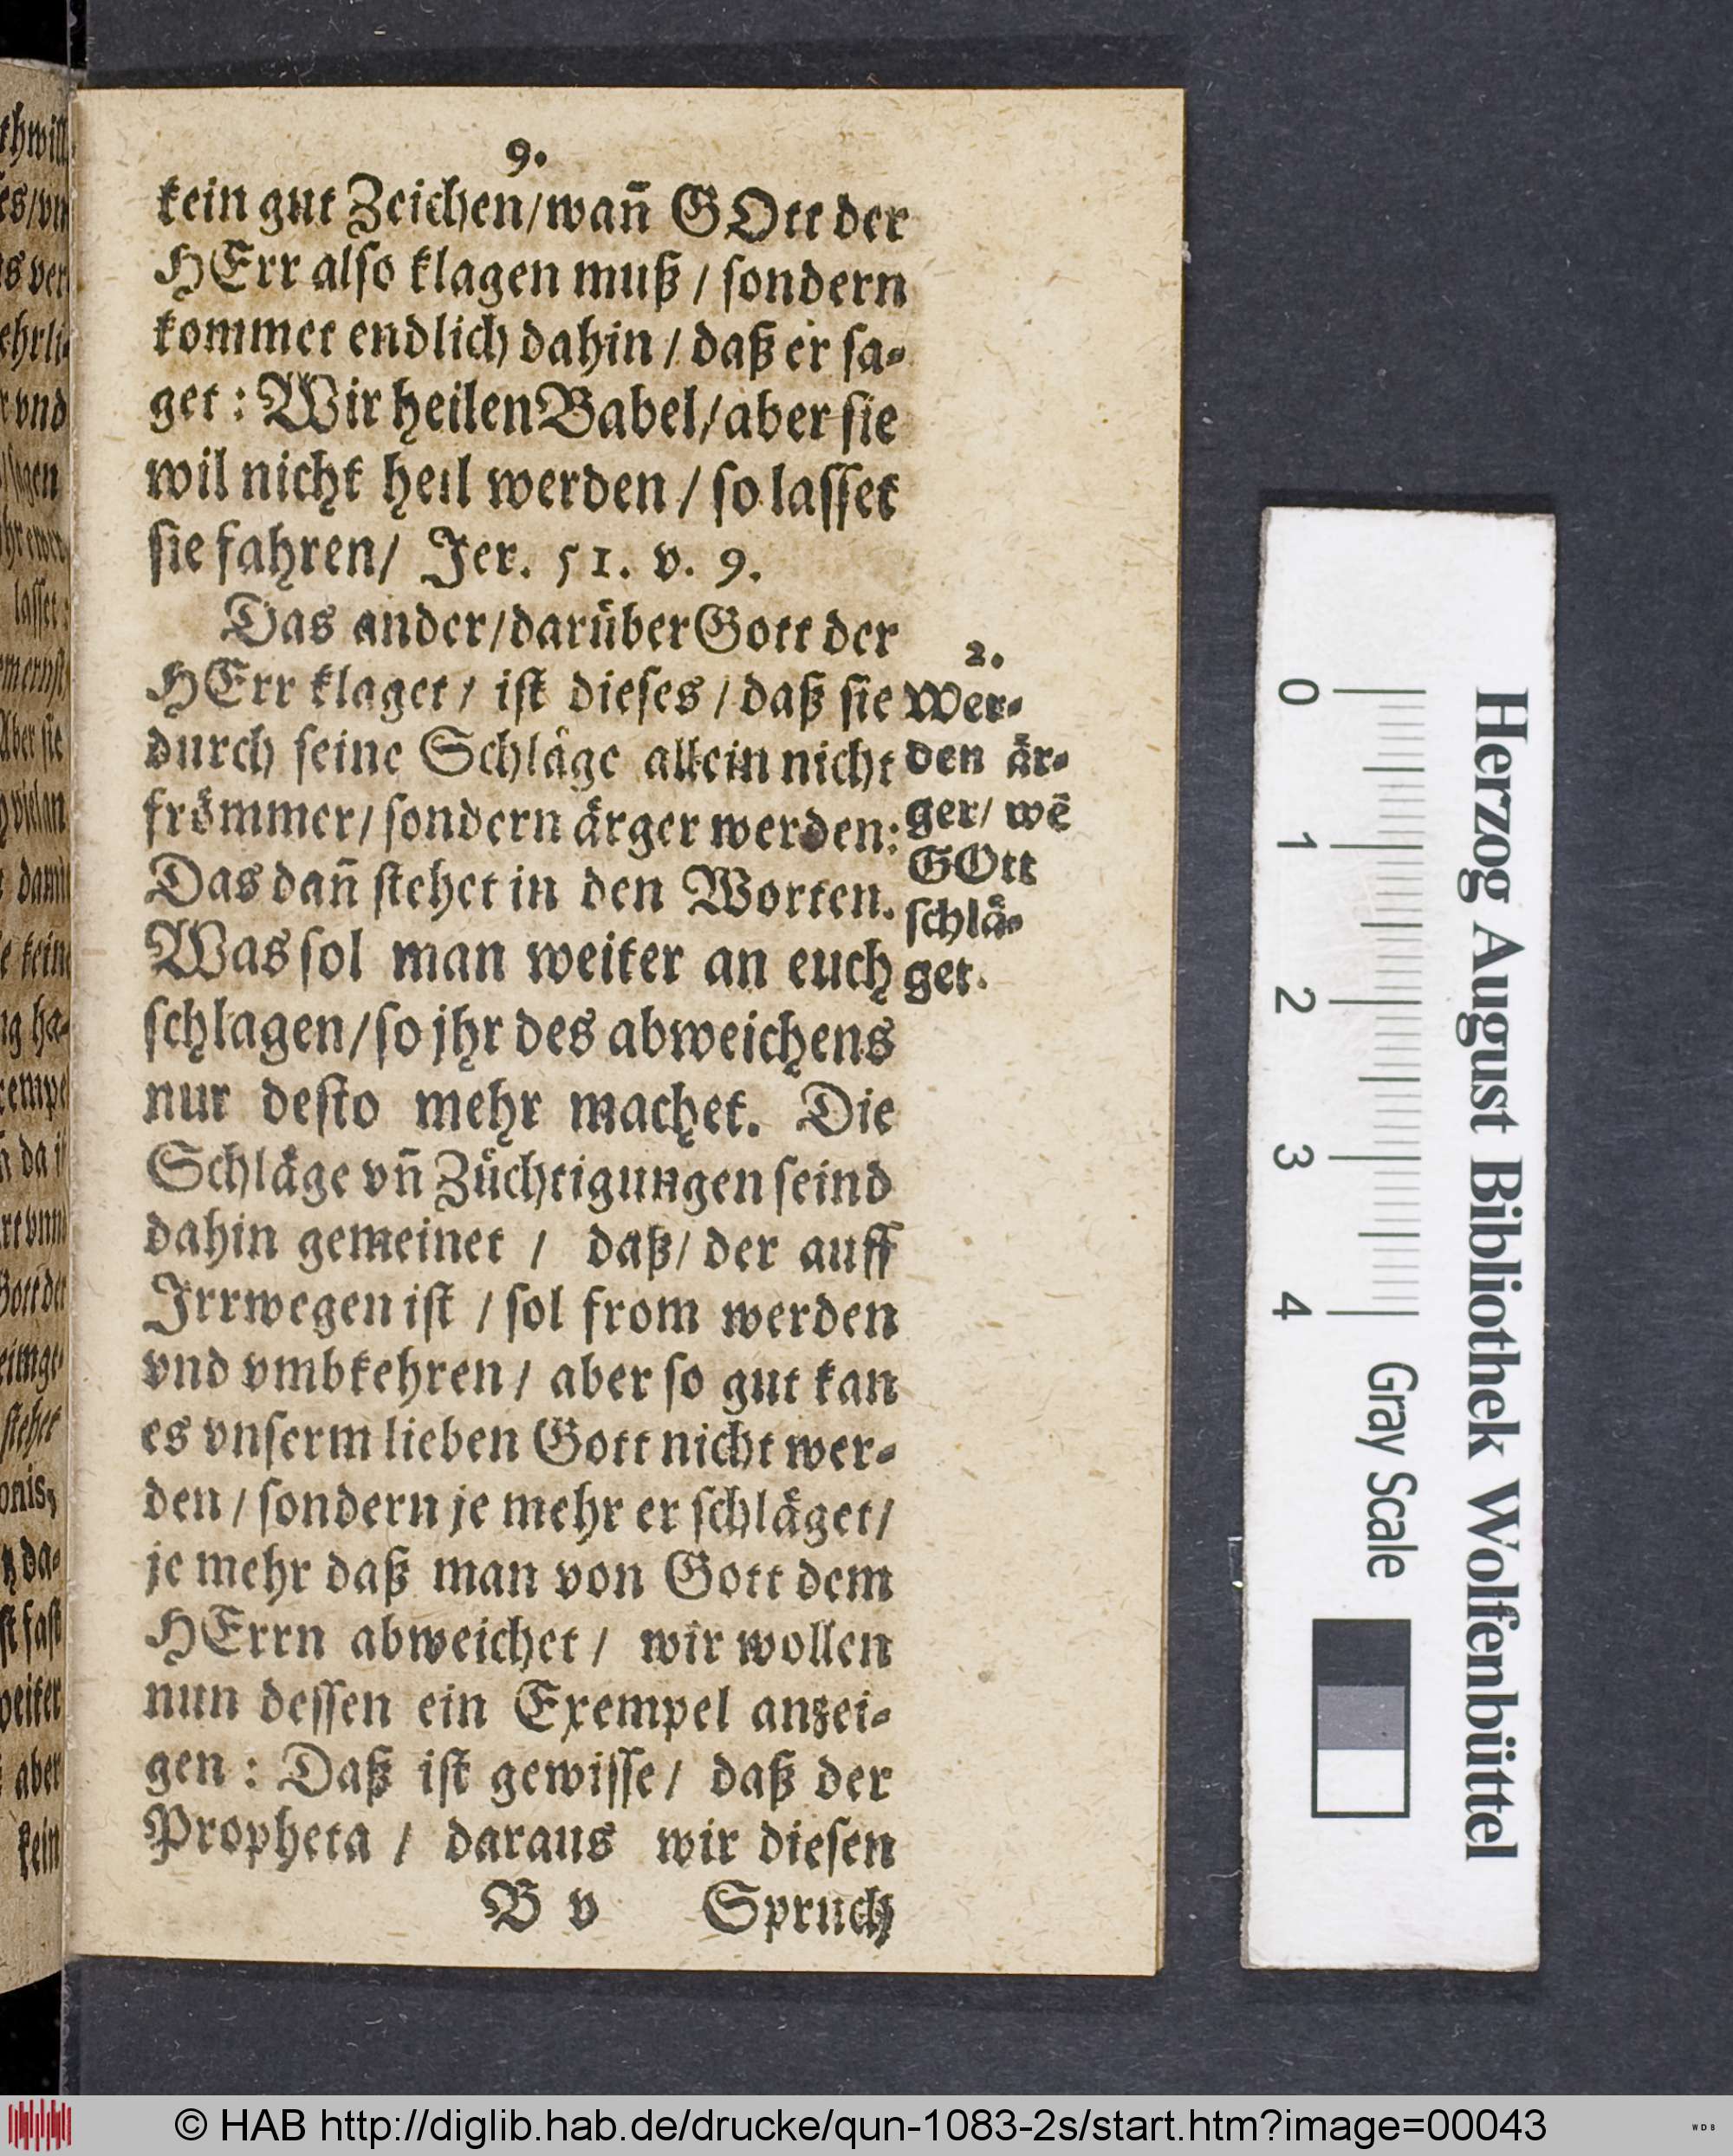 9.
kein gut Zeichen/wañ GOtt der
HErr alſo klagen muß / ſondern
kommet endlich dahin / daß er ſa-
get: Wir heilen Babel/aber ſie
wil nicht heil werden / ſo laſſet
ſie fahren/ Jer. 51. v. 9.
Das ander/darüber Gott der
HErr klaget / iſt dieſes / daß ſie
durch ſeine Schläge allein nicht
frömmer/ ſondern ärger werden:
Das dañ ſtehet in den Worten.
Was ſol man weiter an euch
ſchlagen/ſo jhr des abweichens
nur deſto mehr machet. Die
Schläge vñ Züchtigungen ſeind
dahin gemeinet / daß/ der auff
Irrwegen iſt / ſol from werden
vnd vmbkehren / aber ſo gut kan
es vnſerm lieben Gott nicht wer-
den / ſondern je mehr er ſchläget/
je mehr daß man von Gott dem
HErrn abweichet / wir wollen
nun deſſen ein Exempel anzei-
gen : Daß iſt gewiſſe / daß der
Propheta / daraus wir dieſen
B v Spruch
2.
Wer-
den är-
ger/ wē
GOtt
ſchlä-
get.
vnd
kein
aber
Herzog August Bibliothek Wolfenbüttel
0 1 2 3 4 Gray Scale
© HAB http://diglib.hab.de/drucke/qun-1083-2s/start.htm?image=00043
WDB